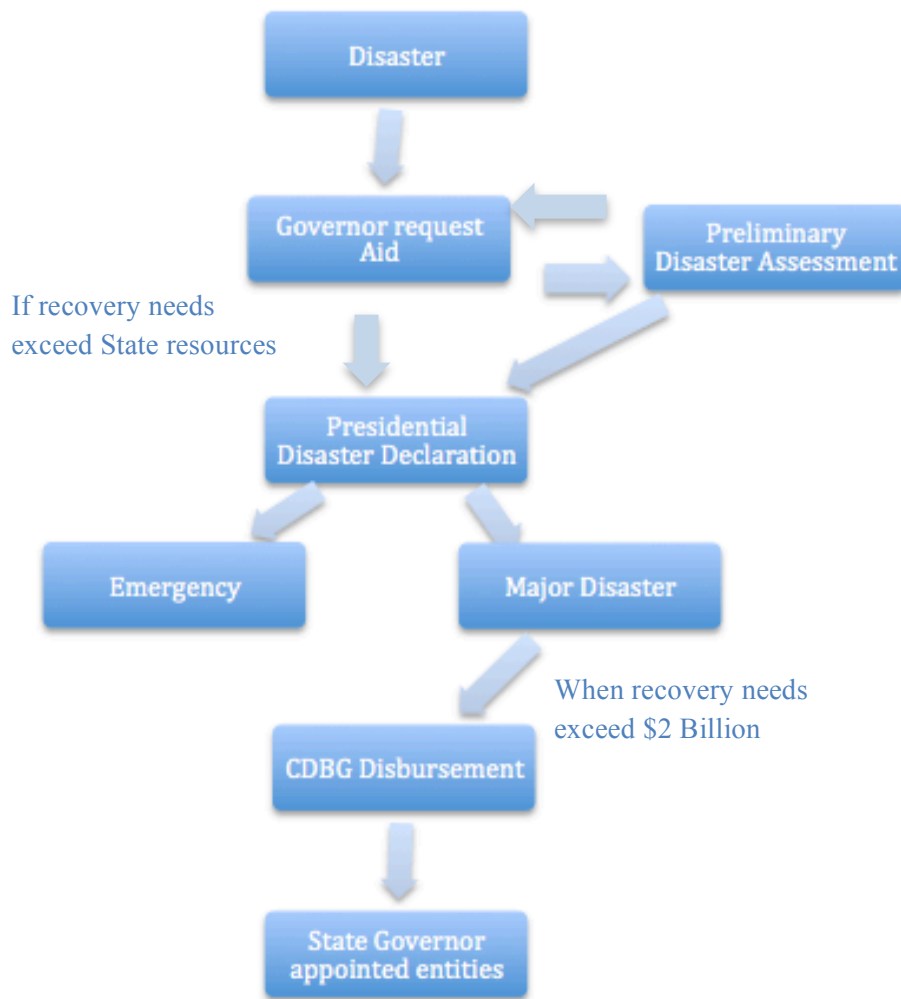 Disaster
Governor request
Aid
Preliminary
Disaster Assessment
If recovery needs
exceed State resources
Presidential
Disaster Declaration
Emergency
Major Disaster
When recovery needs
exceed $2 Billion
CDBG Disbursement
State Governor
appointed entities